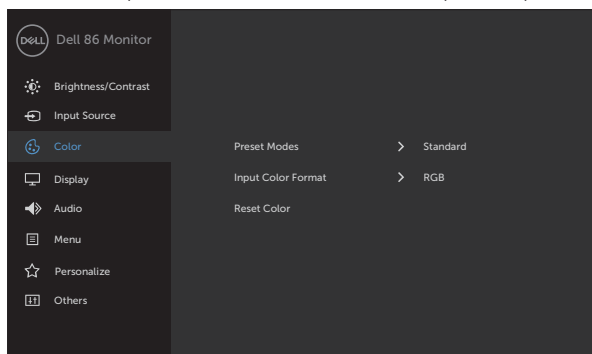 DELL Dell 86 Monitor
Brightness/Contrast
Input Source
Color
Preset Modes Standard
Display
Input Color Format RGB
Audio
Reset Color
Menu
Personalize
Others